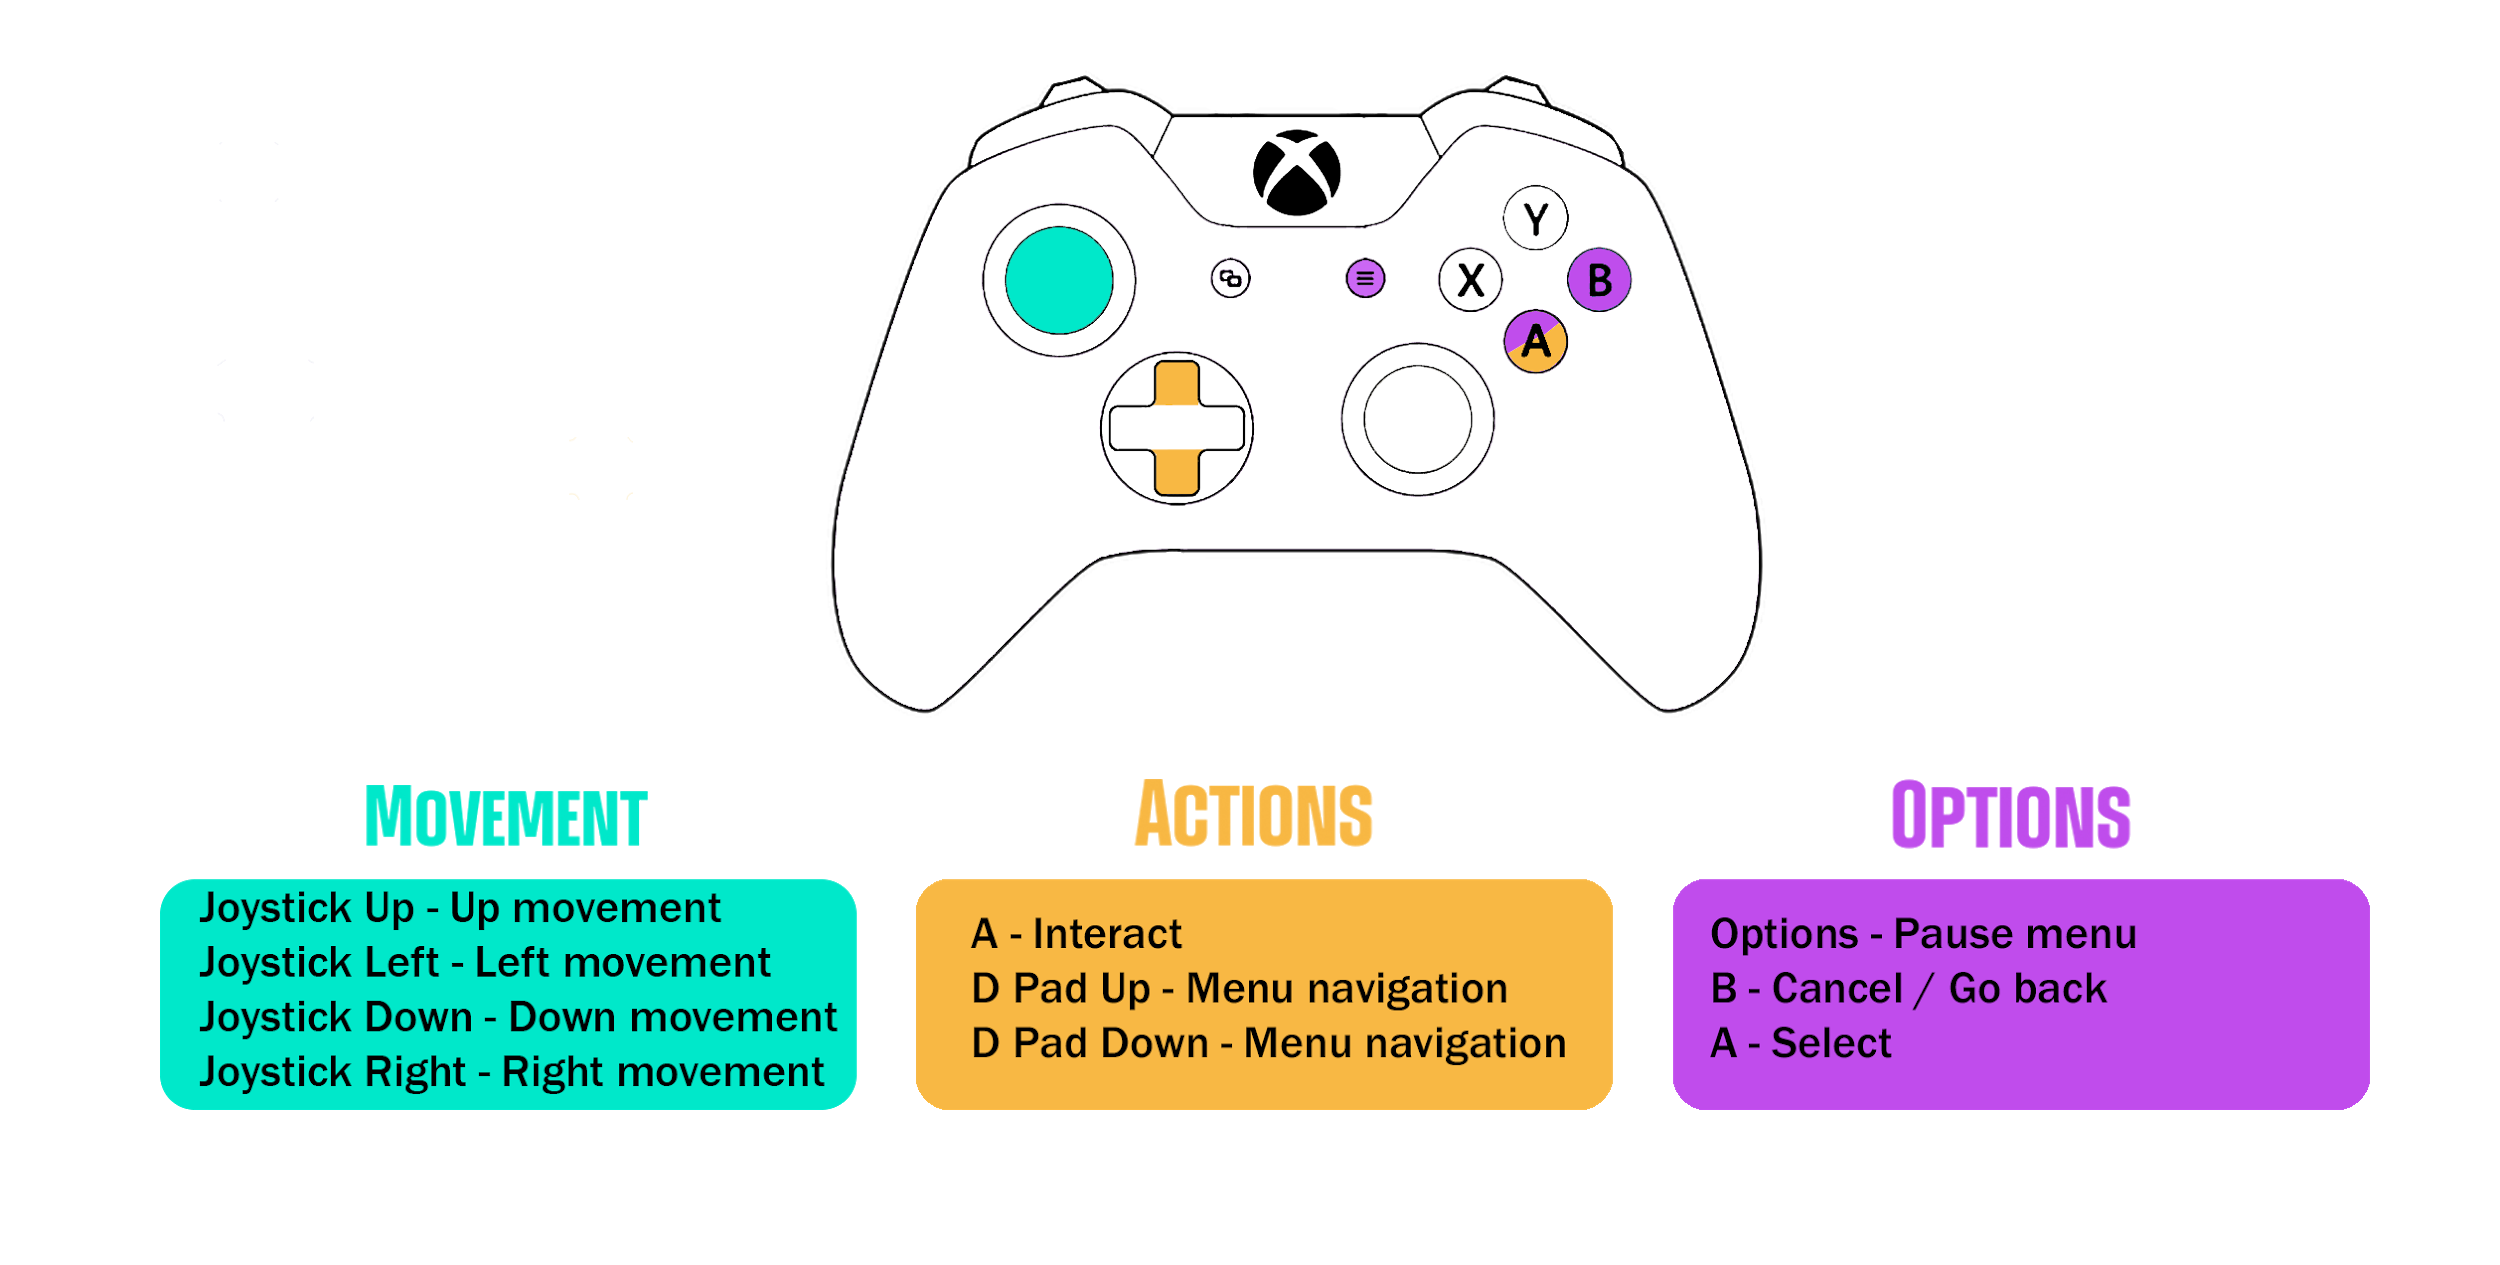 Y
X
B
A
MOVEMENT
Joystick Up - Up movement
Joystick Left - Left movement
Joystick Down - Down movement
Joystick Right - Right movement
ACTIONS
A - Interact
D Pad Up - Menu navigation
D Pad Down - Menu navigation
OPTIONS
Options - Pause menu
B - Cancel / Go back
A - Select